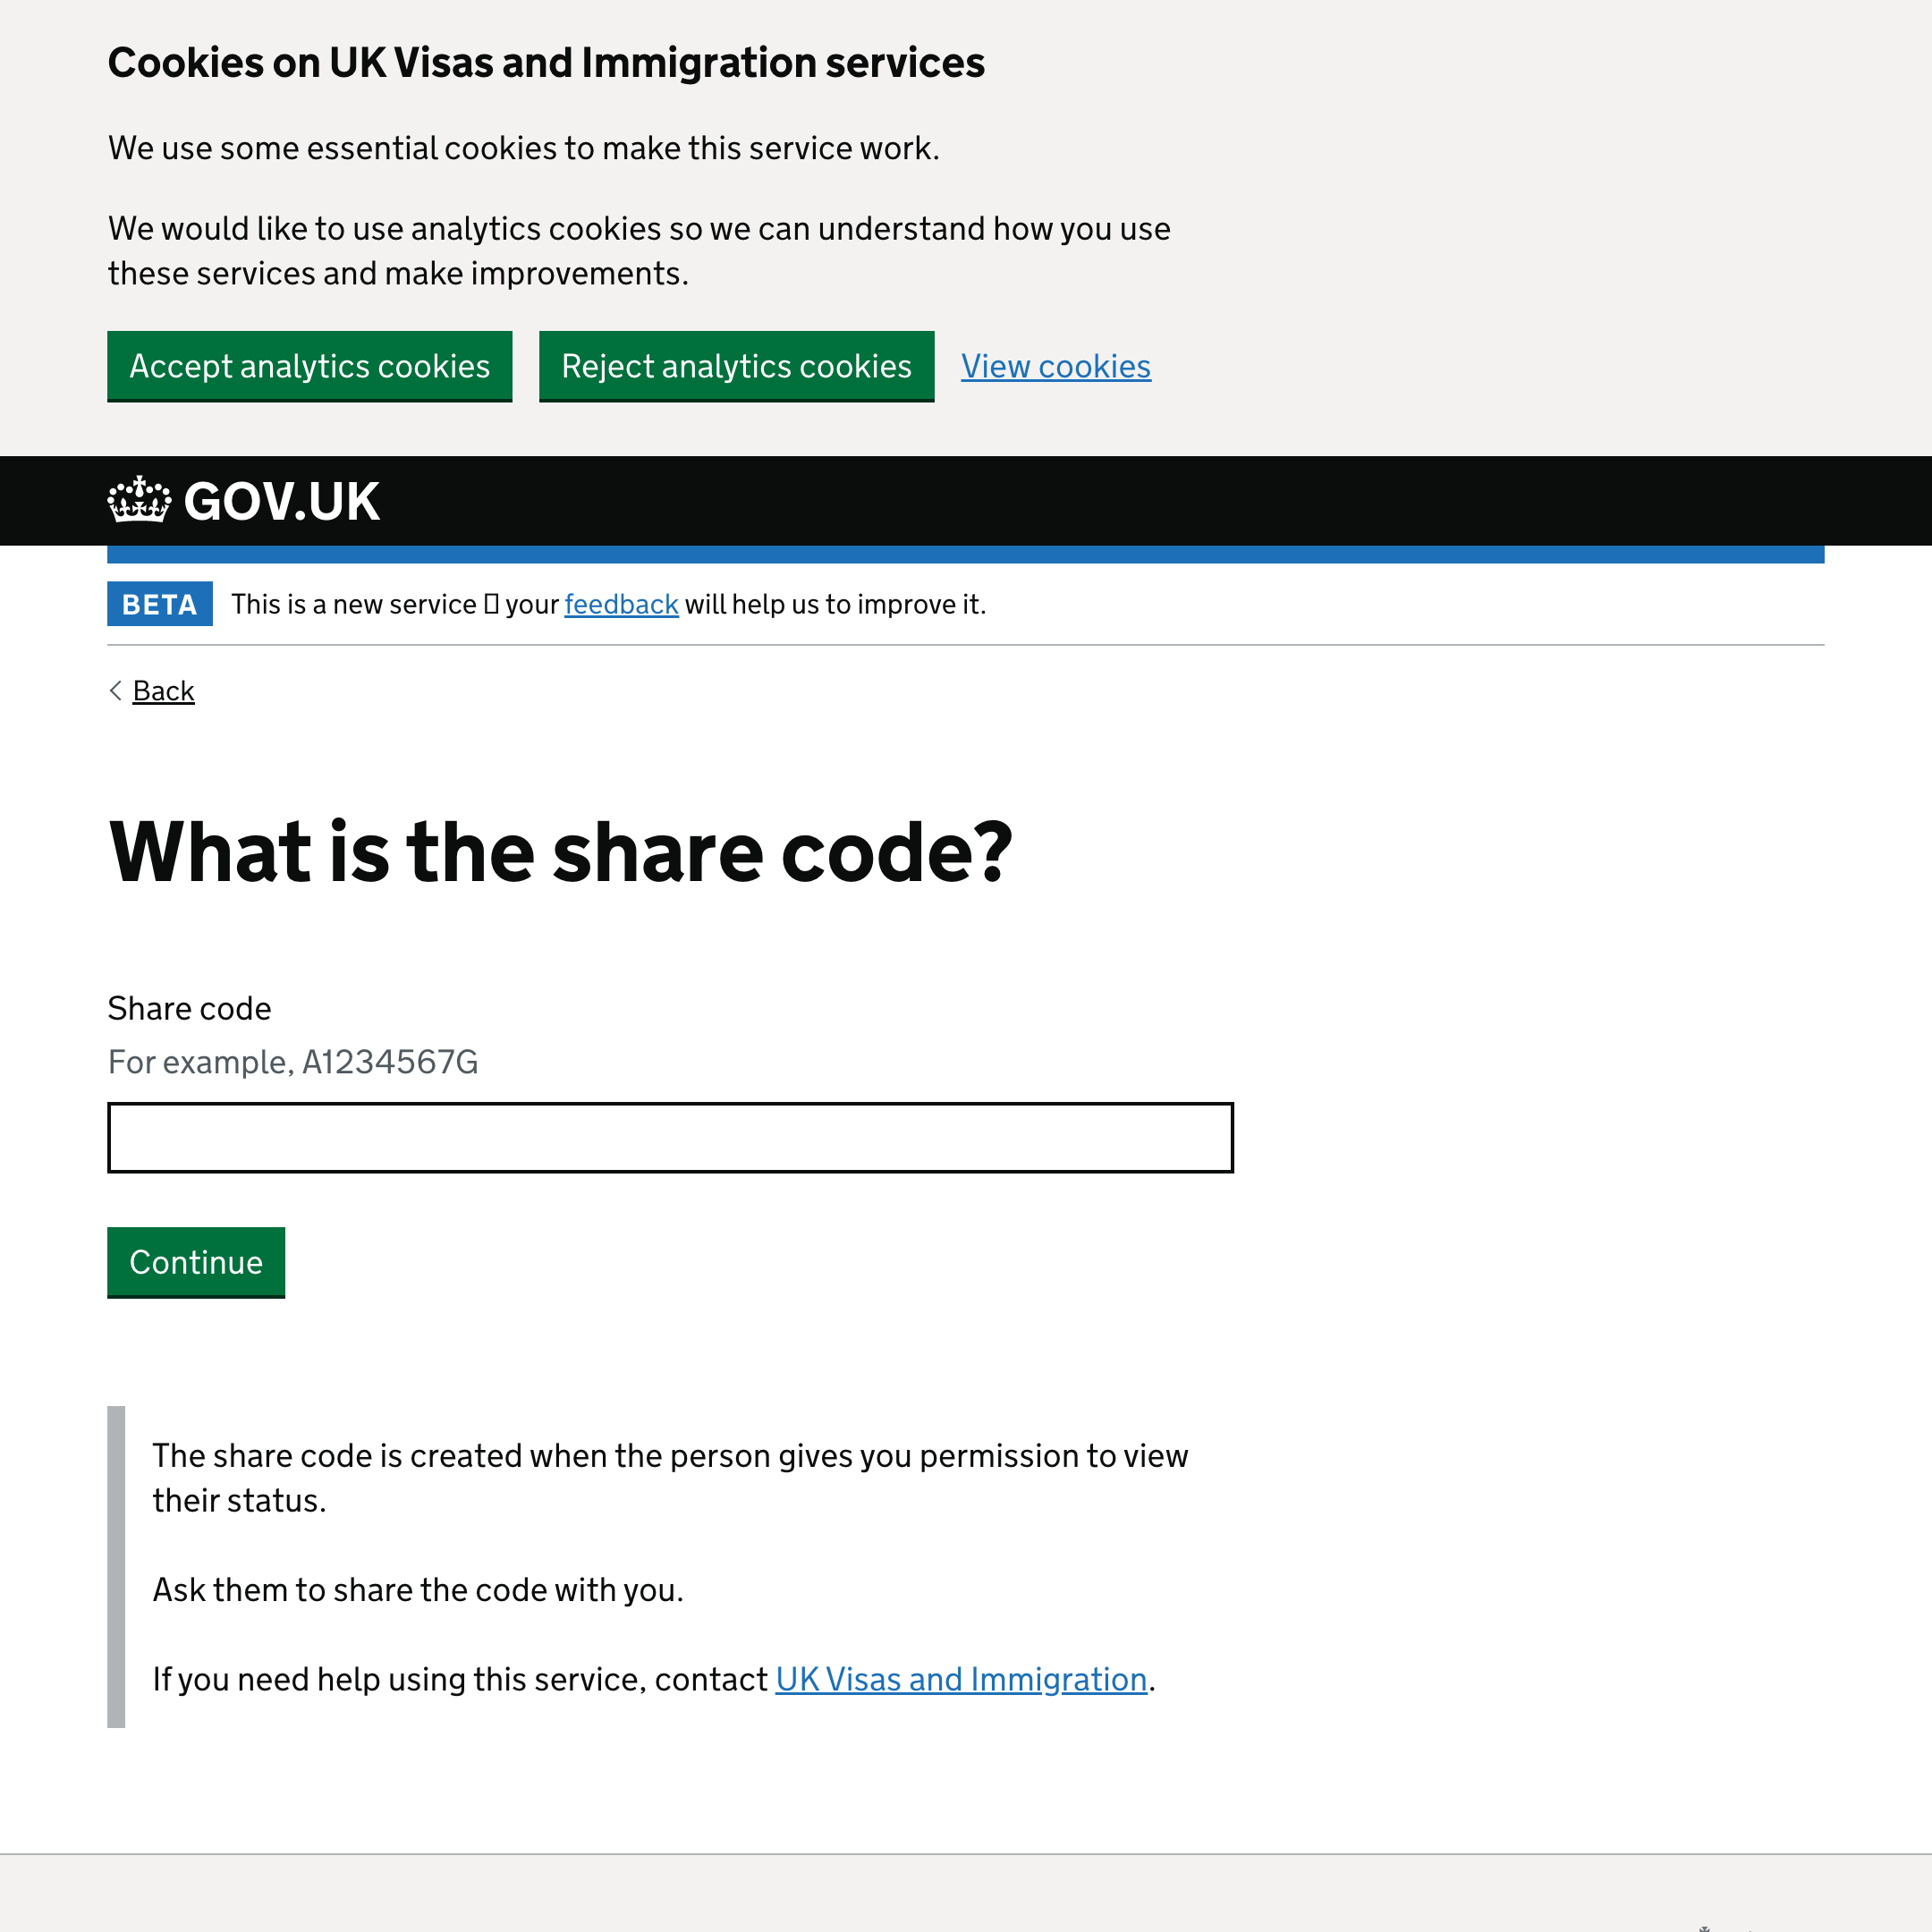 Cookies on UK Visas and Immigration services
We use some essential cookies to make this service work.
We would like to use analytics cookies so we can understand how you use
these services and make improvements.
Accept analytics cookies Reject analytics cookies View cookies
GOV.UK
BETA This is a new service ▯ your feedback will help us to improve it.
Back
What is the share code?
Share code
For example, A1234567G
Continue
The share code is created when the person gives you permission to view
their status.
Ask them to share the code with you.
If you need help using this service, contact UK Visas and Immigration.